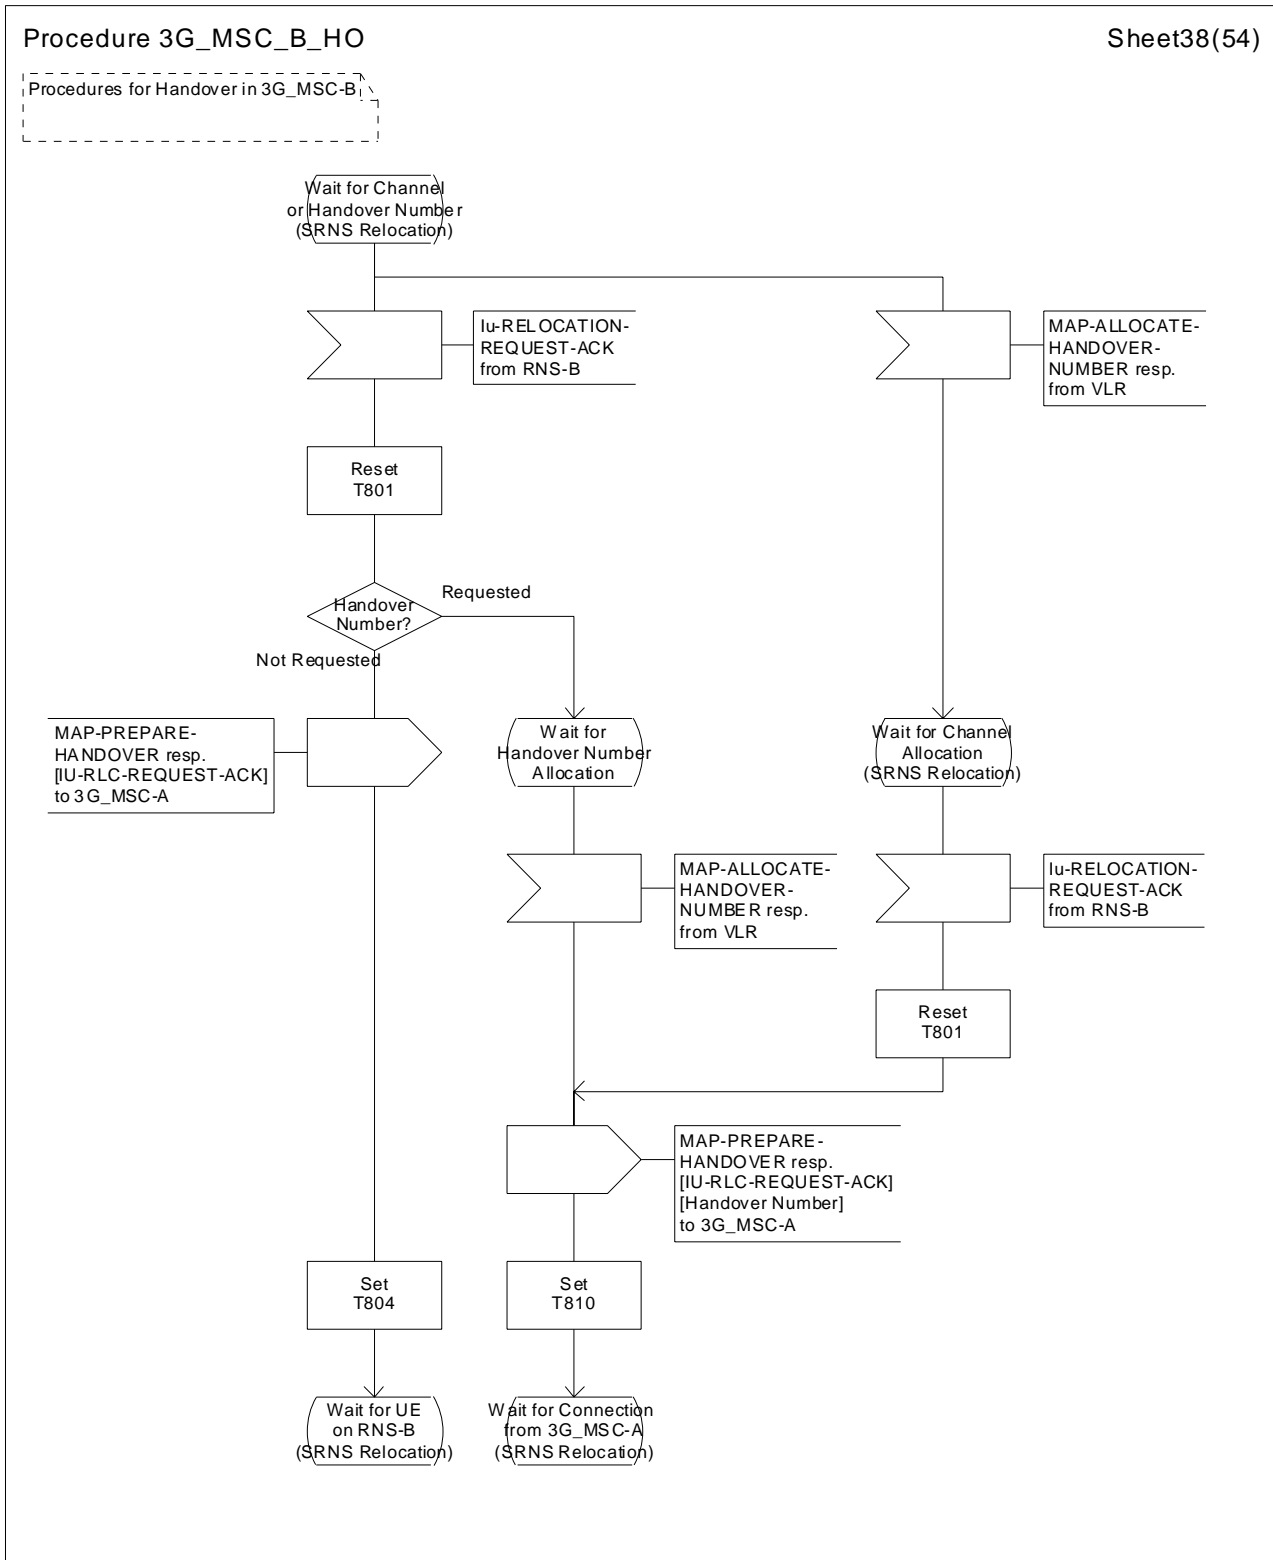 Procedure 3G_MSC_B_HO
Sheet38(54)
Procedures for Handover in 3G_MSC-B
Wait for Channel
or Handover Number
(SRNS Relocation)
Iu-RELOCATION-
REQUEST-ACK
from RNS-B
MAP-ALLOCATE-
HANDOVER-
NUMBER resp.
from VLR
Reset
T801
Handover
Number?
Requested
Not Requested
MAP-PREPARE-
HANDOVER resp.
[IU-RLC-REQUEST-ACK]
to 3G_MSC-A
Wait for
Handover Number
Allocation
Wait for Channel
Allocation
(SRNS Relocation)
MAP-ALLOCATE-
HANDOVER-
NUMBER resp.
from VLR
Iu-RELOCATION-
REQUEST-ACK
from RNS-B
Reset
T801
MAP-PREPARE-
HANDOVER resp.
[IU-RLC-REQUEST-ACK]
[Handover Number]
to 3G_MSC-A
Set
T804
Set
T810
Wait for UE
on RNS-B
(SRNS Relocation)
Wait for Connection
from 3G_MSC-A
(SRNS Relocation)